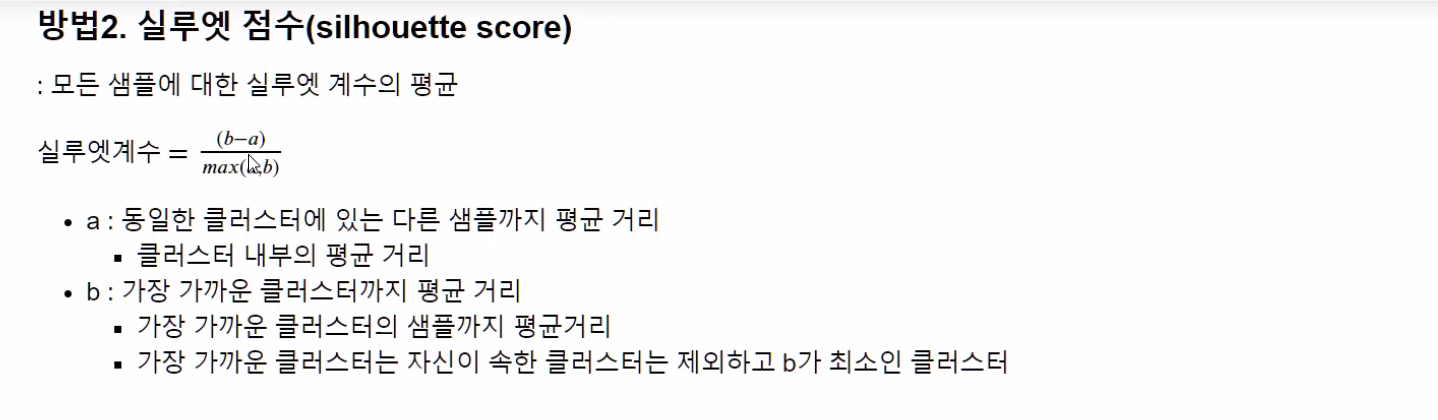 방법2. 실루엣 점수(silhouette score)
: 모든 샘플에 대한 실루엣 계수의 평균
실루엣계수 = (b−a) / max( ,b)
• a : 동일한 클러스터에 있는 다른 샘플까지 평균 거리
▪ 클러스터 내부의 평균 거리
• b : 가장 가까운 클러스터까지 평균 거리
▪ 가장 가까운 클러스터의 샘플까지 평균거리
▪ 가장 가까운 클러스터는 자신이 속한 클러스터는 제외하고 b가 최소인 클러스터